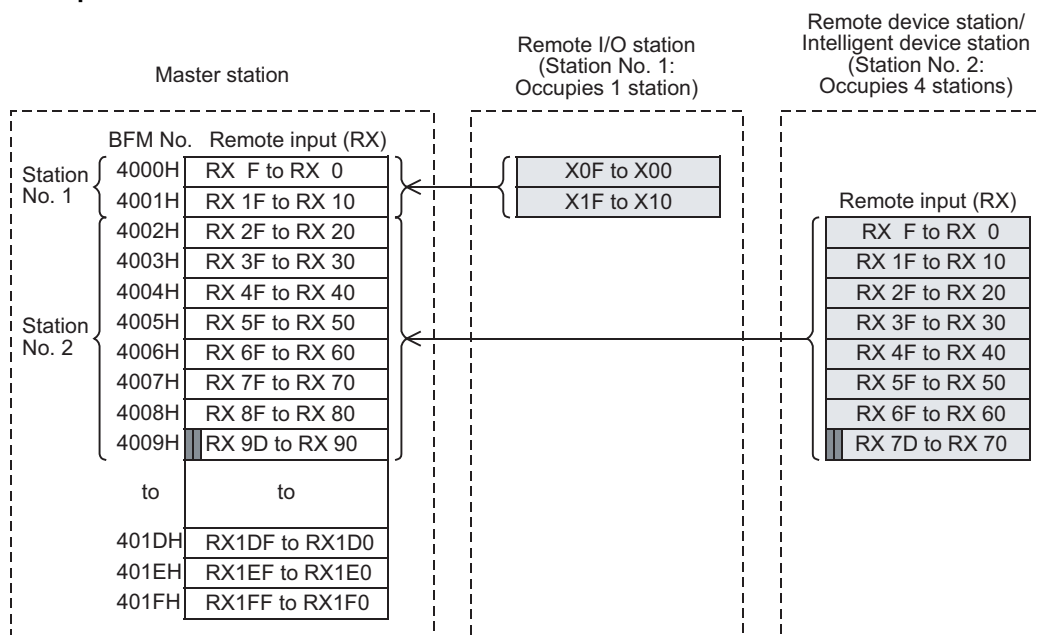 Remote device station/
Intelligent device station
(Station No. 2:
Occupies 4 stations)
Remote I/O station
(Station No. 1:
Occupies 1 station)
Master station
BFM No. Remote input (RX)
Station No. 1
4000H RX F to RX 0
4001H RX 1F to RX 10
Station No. 2
4002H RX 2F to RX 20
4003H RX 3F to RX 30
4004H RX 4F to RX 40
4005H RX 5F to RX 50
4006H RX 6F to RX 60
4007H RX 7F to RX 70
4008H RX 8F to RX 80
4009H RX 9D to RX 90
to to
401DH RX1DF to RX1D0
401EH RX1EF to RX1E0
401FH RX1FF to RX1F0
X0F to X00
X1F to X10
Remote input (RX)
RX F to RX 0
RX 1F to RX 10
RX 2F to RX 20
RX 3F to RX 30
RX 4F to RX 40
RX 5F to RX 50
RX 6F to RX 60
RX 7D to RX 70